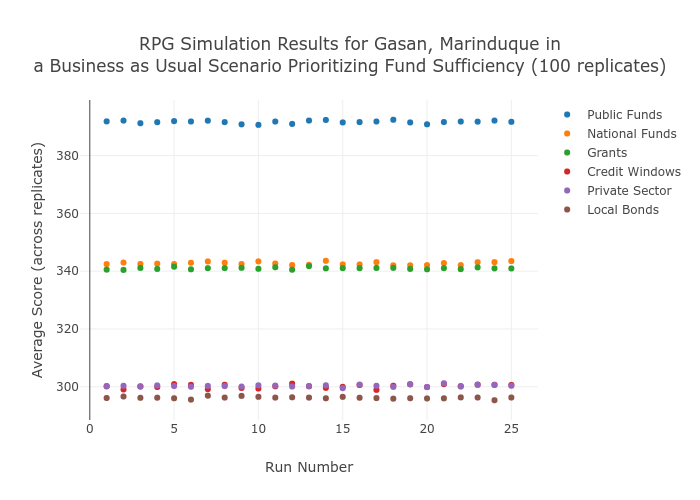 RPG Simulation Results for Gasan, Marinduque in
a Business as Usual Scenario Prioritizing Fund Sufficiency (100 replicates)
Public Funds
National Funds
Grants
Credit Windows
Private Sector
Local Bonds
Average Score (across replicates)
380
360
340
320
300
0
5
10
15
20
25
Run Number